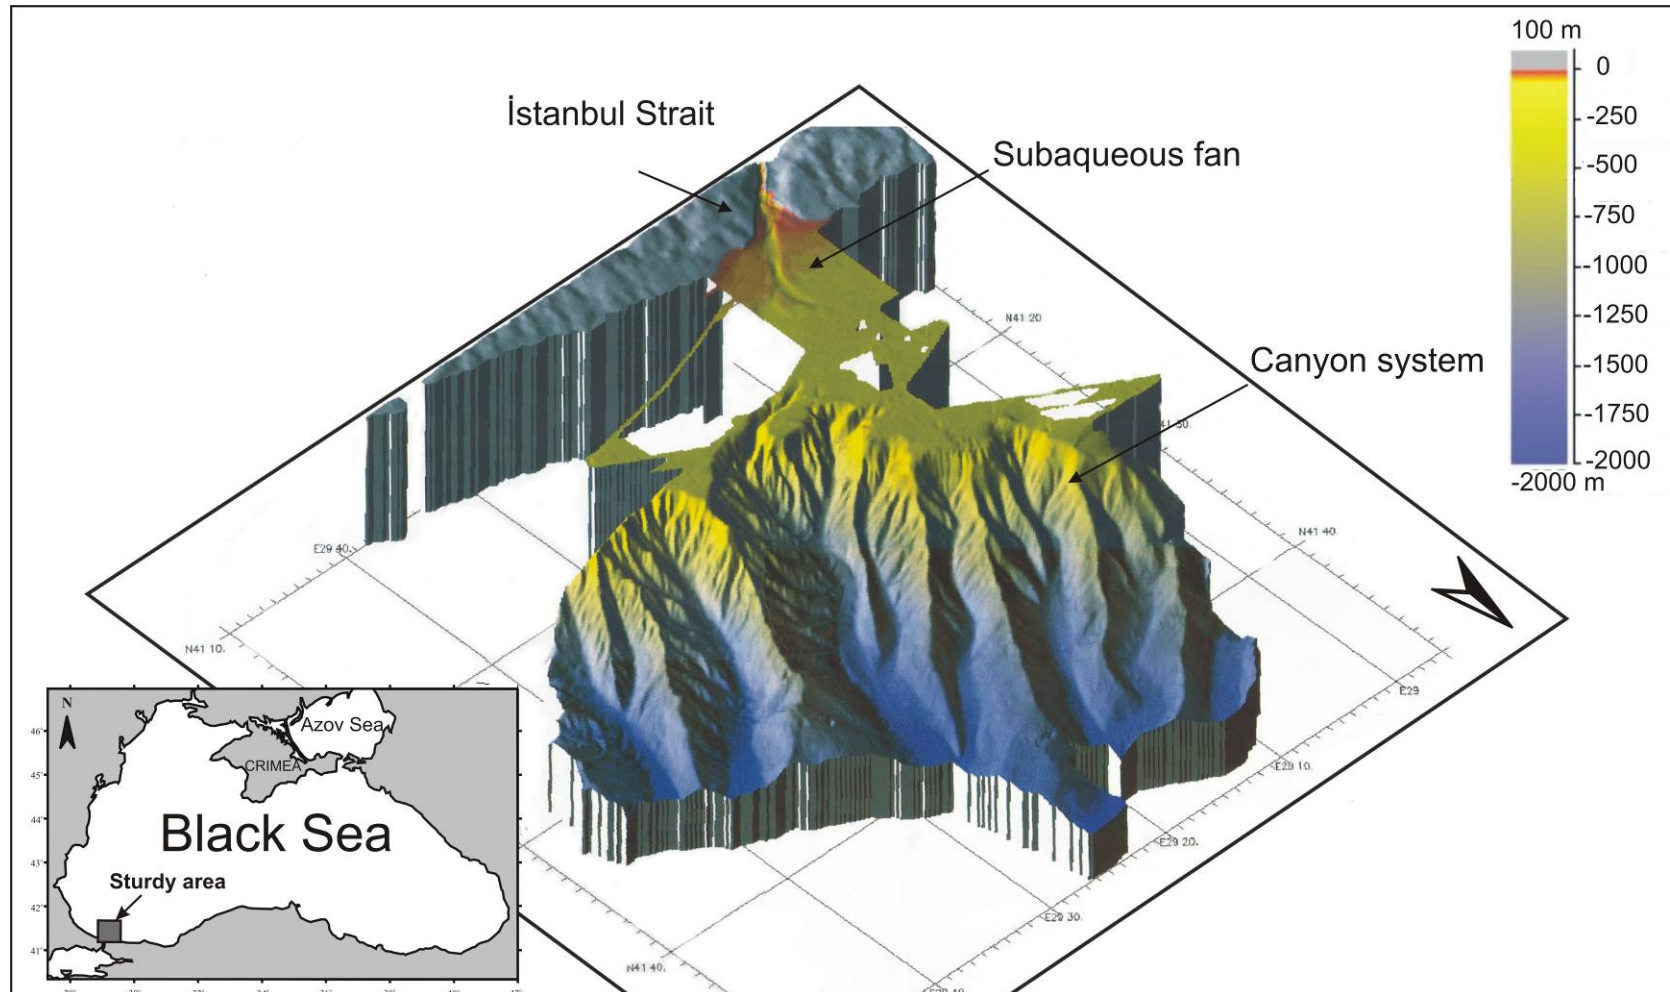 İstanbul Strait
Subaqueous fan
Canyon system
100 m
0
-250
-500
-750
-1000
-1250
-1500
-1750
-2000
-2000 m
N41 20
N41 40
E29 40.
N41 10.
E29
E29 10.
E29 20.
E29 30.
N41 40.
N
Azov Sea
CRIMEA
Black Sea
Sturdy area
46°
45°
44°
43°
42°
41°